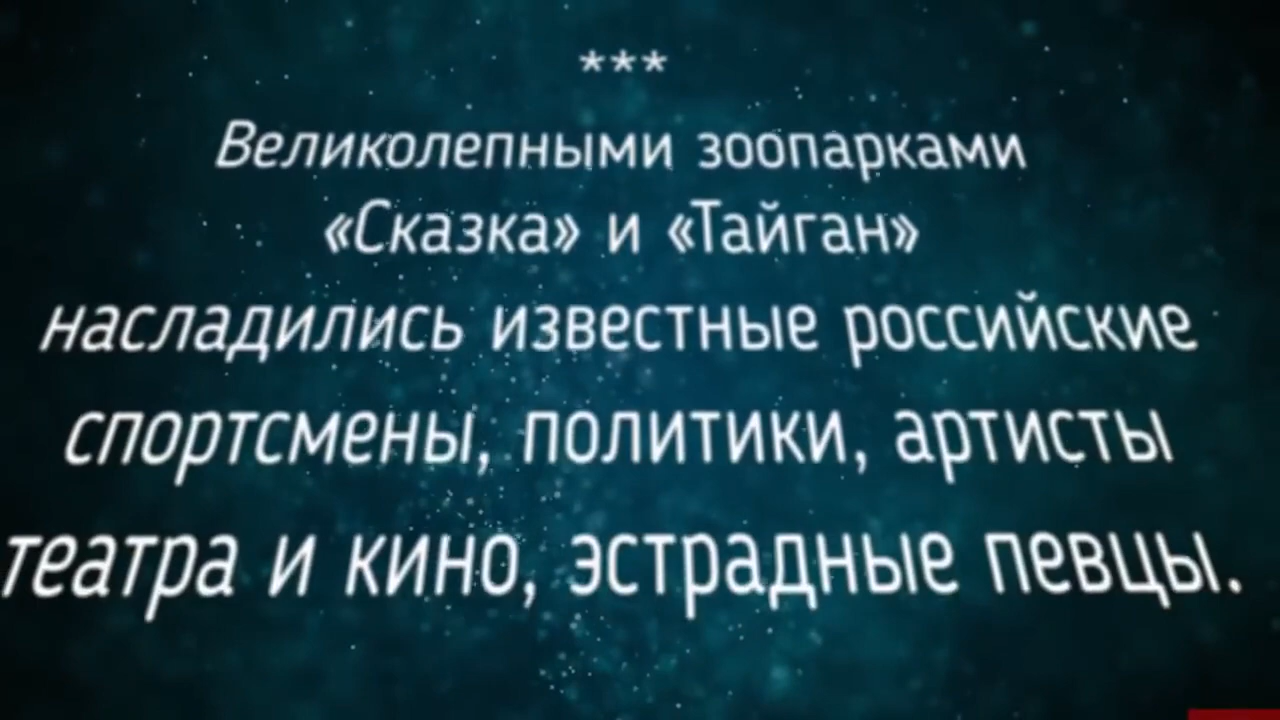 ***
Великолепными зоопарками
«Сказка» и «Тайган»
насладились известные российские
спортсмены, политики, артисты
театра и кино, эстрадные певцы.